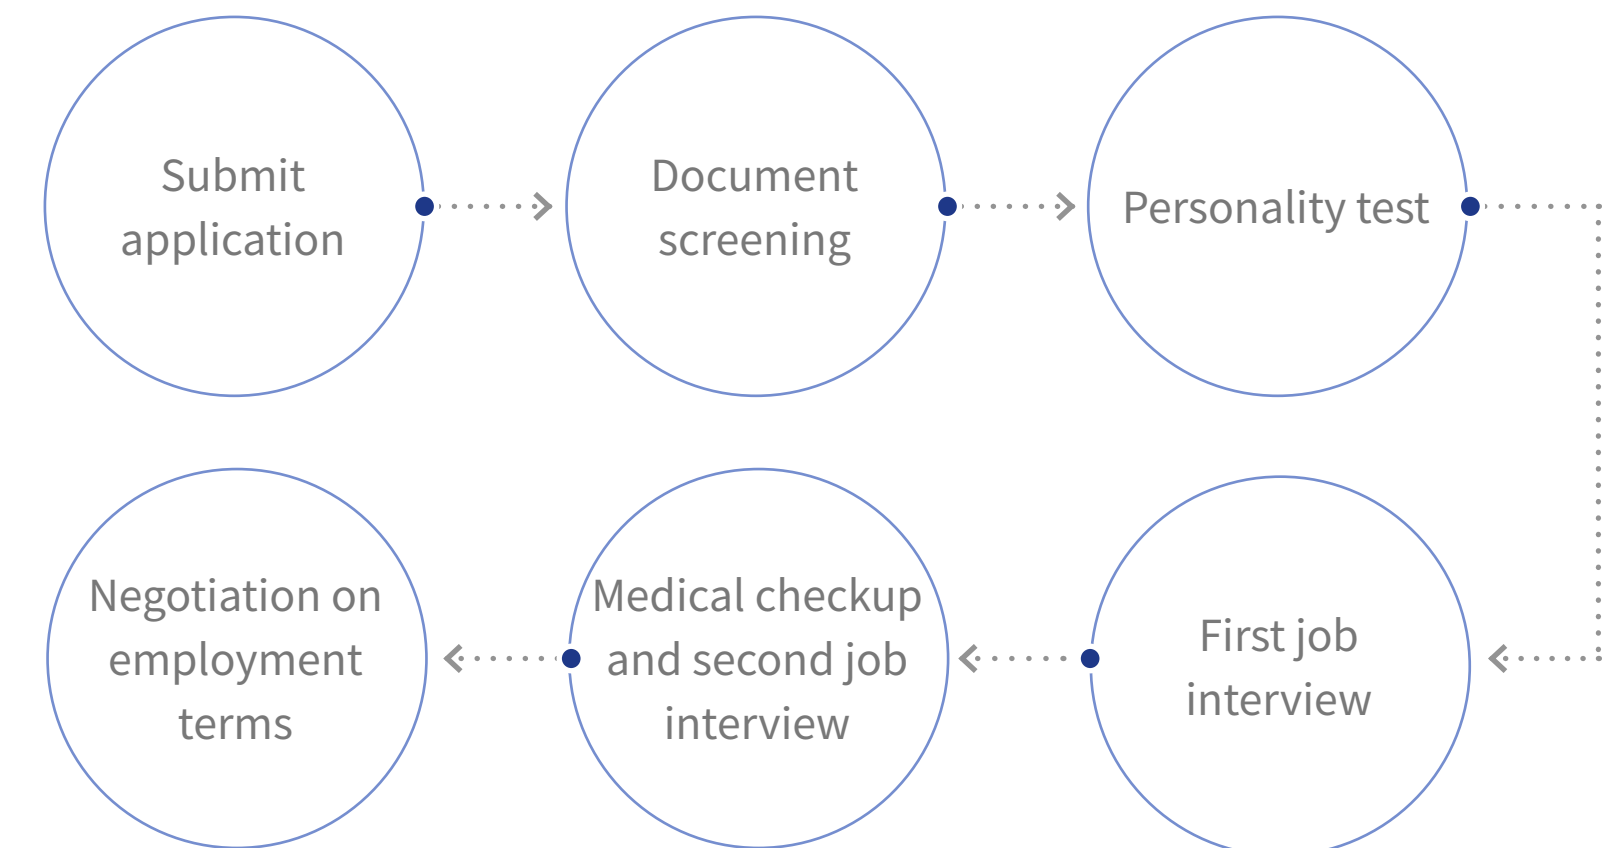 Submit
application
Document
screening
Personality test
First job
interview
Medical checkup
and second job
interview
Negotiation on
employment
terms